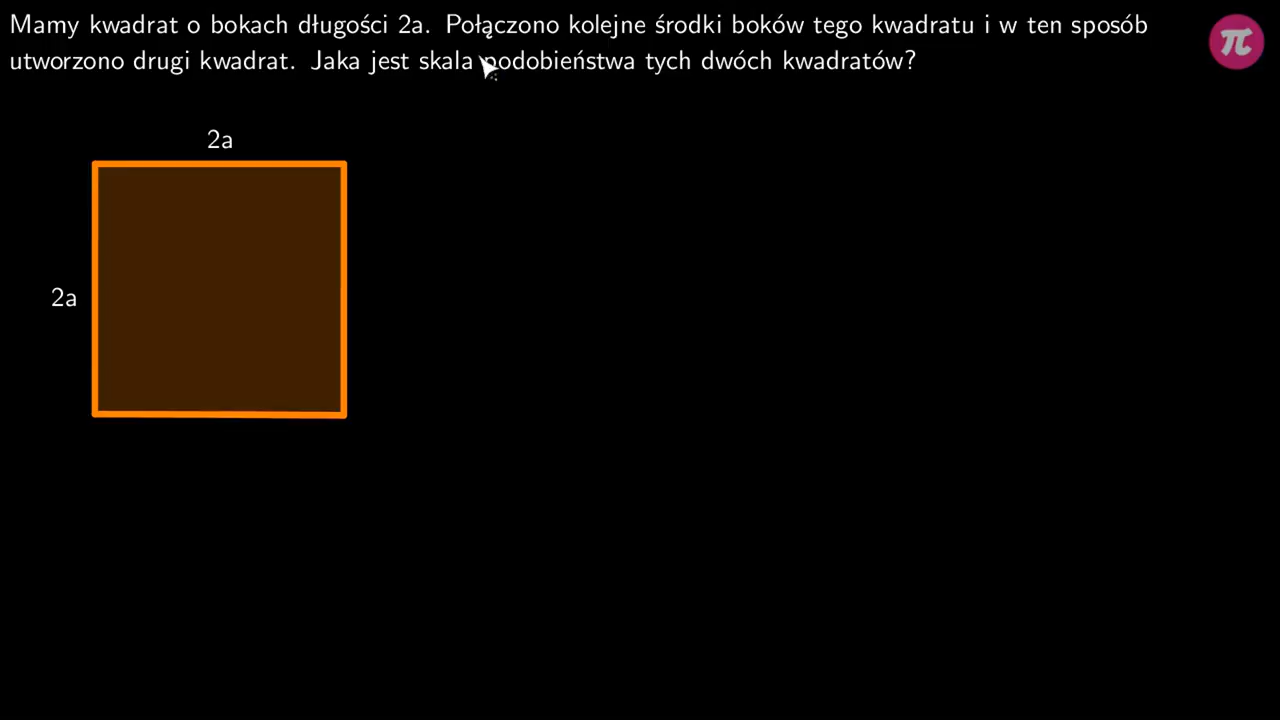 Mamy kwadrat o bokach długości 2a. Połączono kolejne środki boków tego kwadratu i w ten sposób
utworzono drugi kwadrat. Jaka jest skala podobieństwa tych dwóch kwadratów?
π
2a
2a